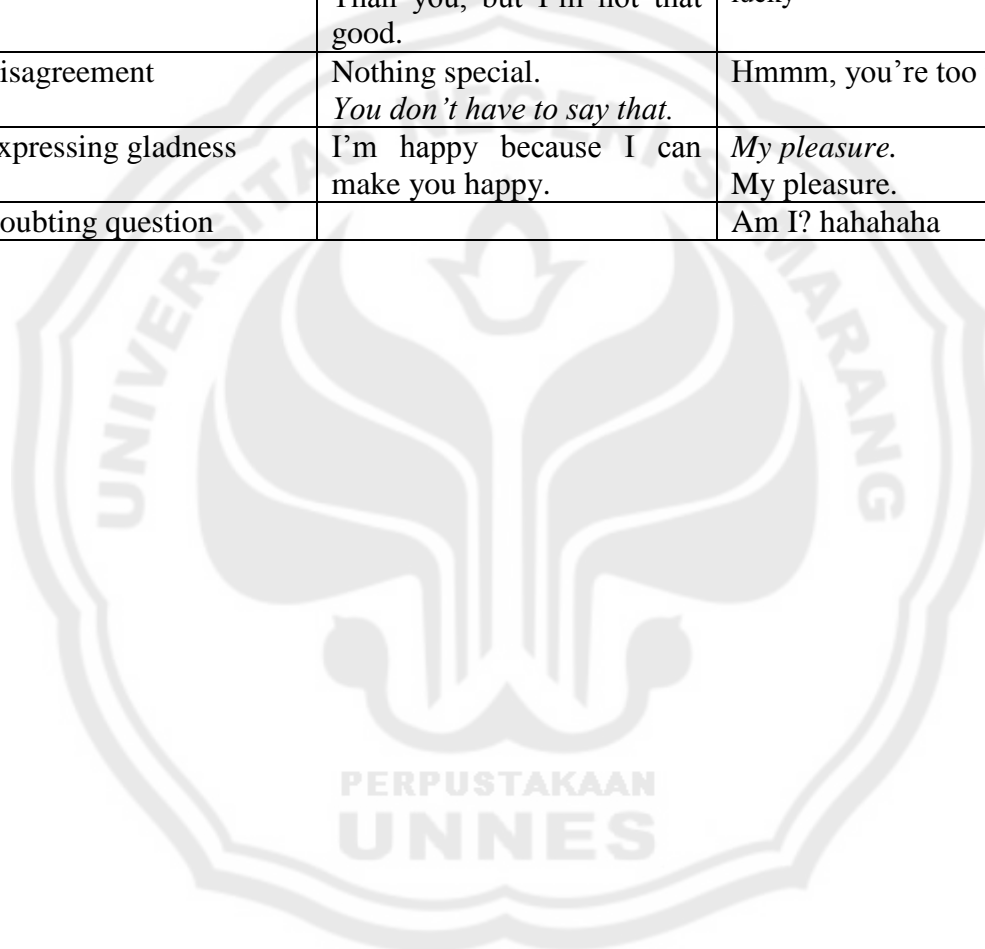 Than you, but I'm not that
good.
lucky
isagreement
Nothing special.
You don't have to say that.
Hmmm, you're too
xpressing gladness
I'm happy because I can
make you happy.
My pleasure.
My pleasure.
oubting question
Am I? hahahaha
UNIVERSITAS NEGERI SEMARANG
PERPUSTAKAAN
UNNES